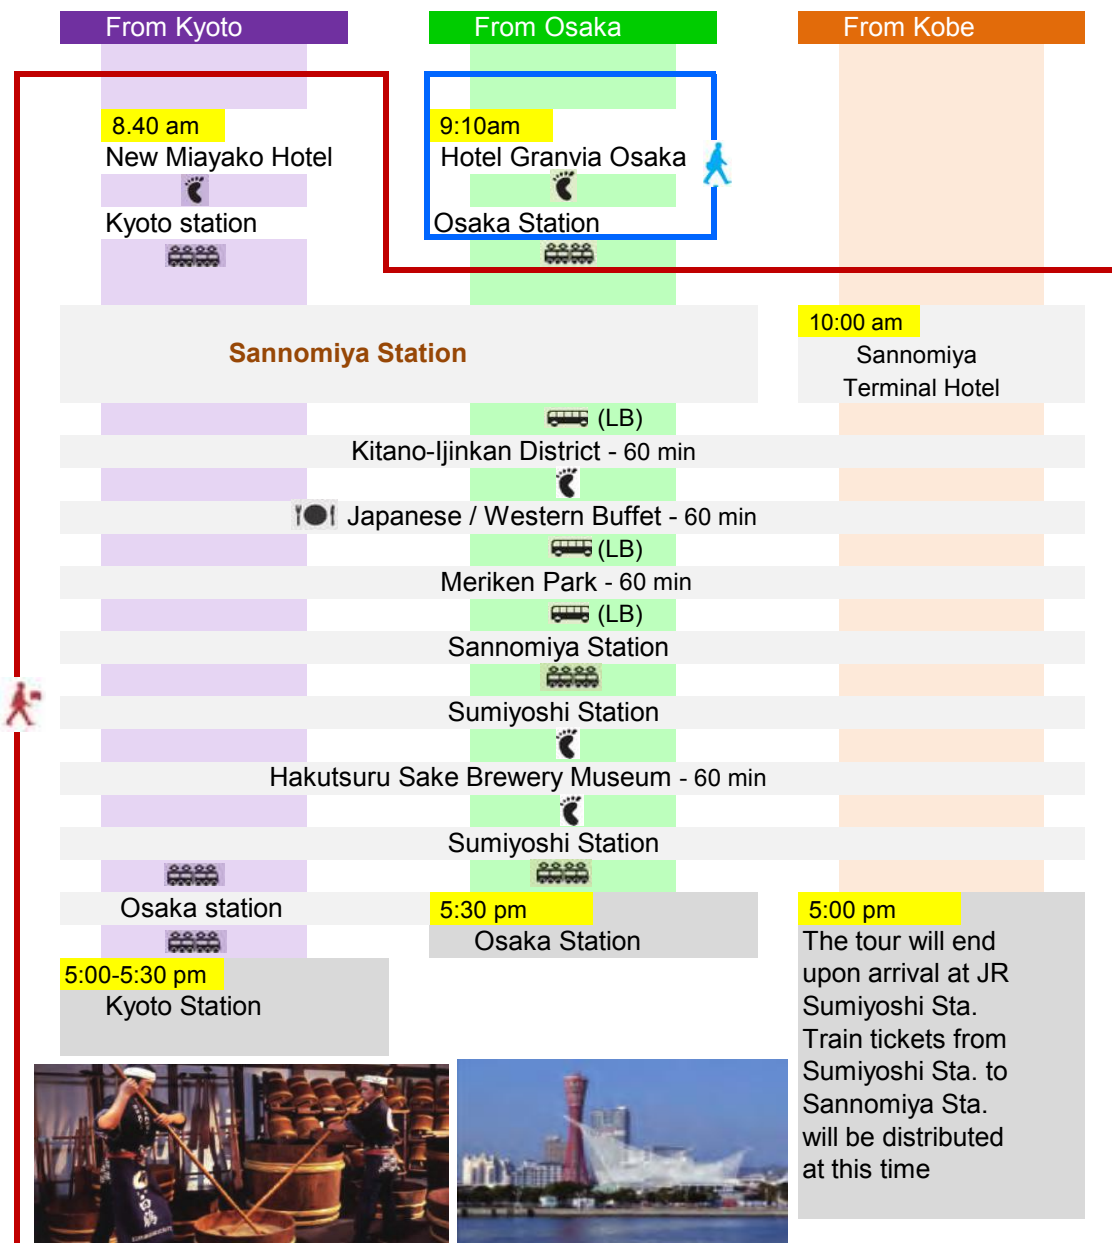 From Kyoto
From Osaka
From Kobe
8.40 am
New Miayako Hotel
Kyoto station
9:10am
Hotel Granvia Osaka
Osaka Station
Sannomiya Station
10:00 am
Sannomiya
Terminal Hotel
(LB)
Kitano-Ijinkan District - 60 min
Japanese / Western Buffet - 60 min
(LB)
Meriken Park - 60 min
(LB)
Sannomiya Station
Sumiyoshi Station
Hakutsuru Sake Brewery Museum - 60 min
Sumiyoshi Station
Osaka station
5:00-5:30 pm
Kyoto Station
5:30 pm
Osaka Station
5:00 pm
The tour will end
upon arrival at JR
Sumiyoshi Sta.
Train tickets from
Sumiyoshi Sta. to
Sannomiya Sta.
will be distributed
at this time
白鶴